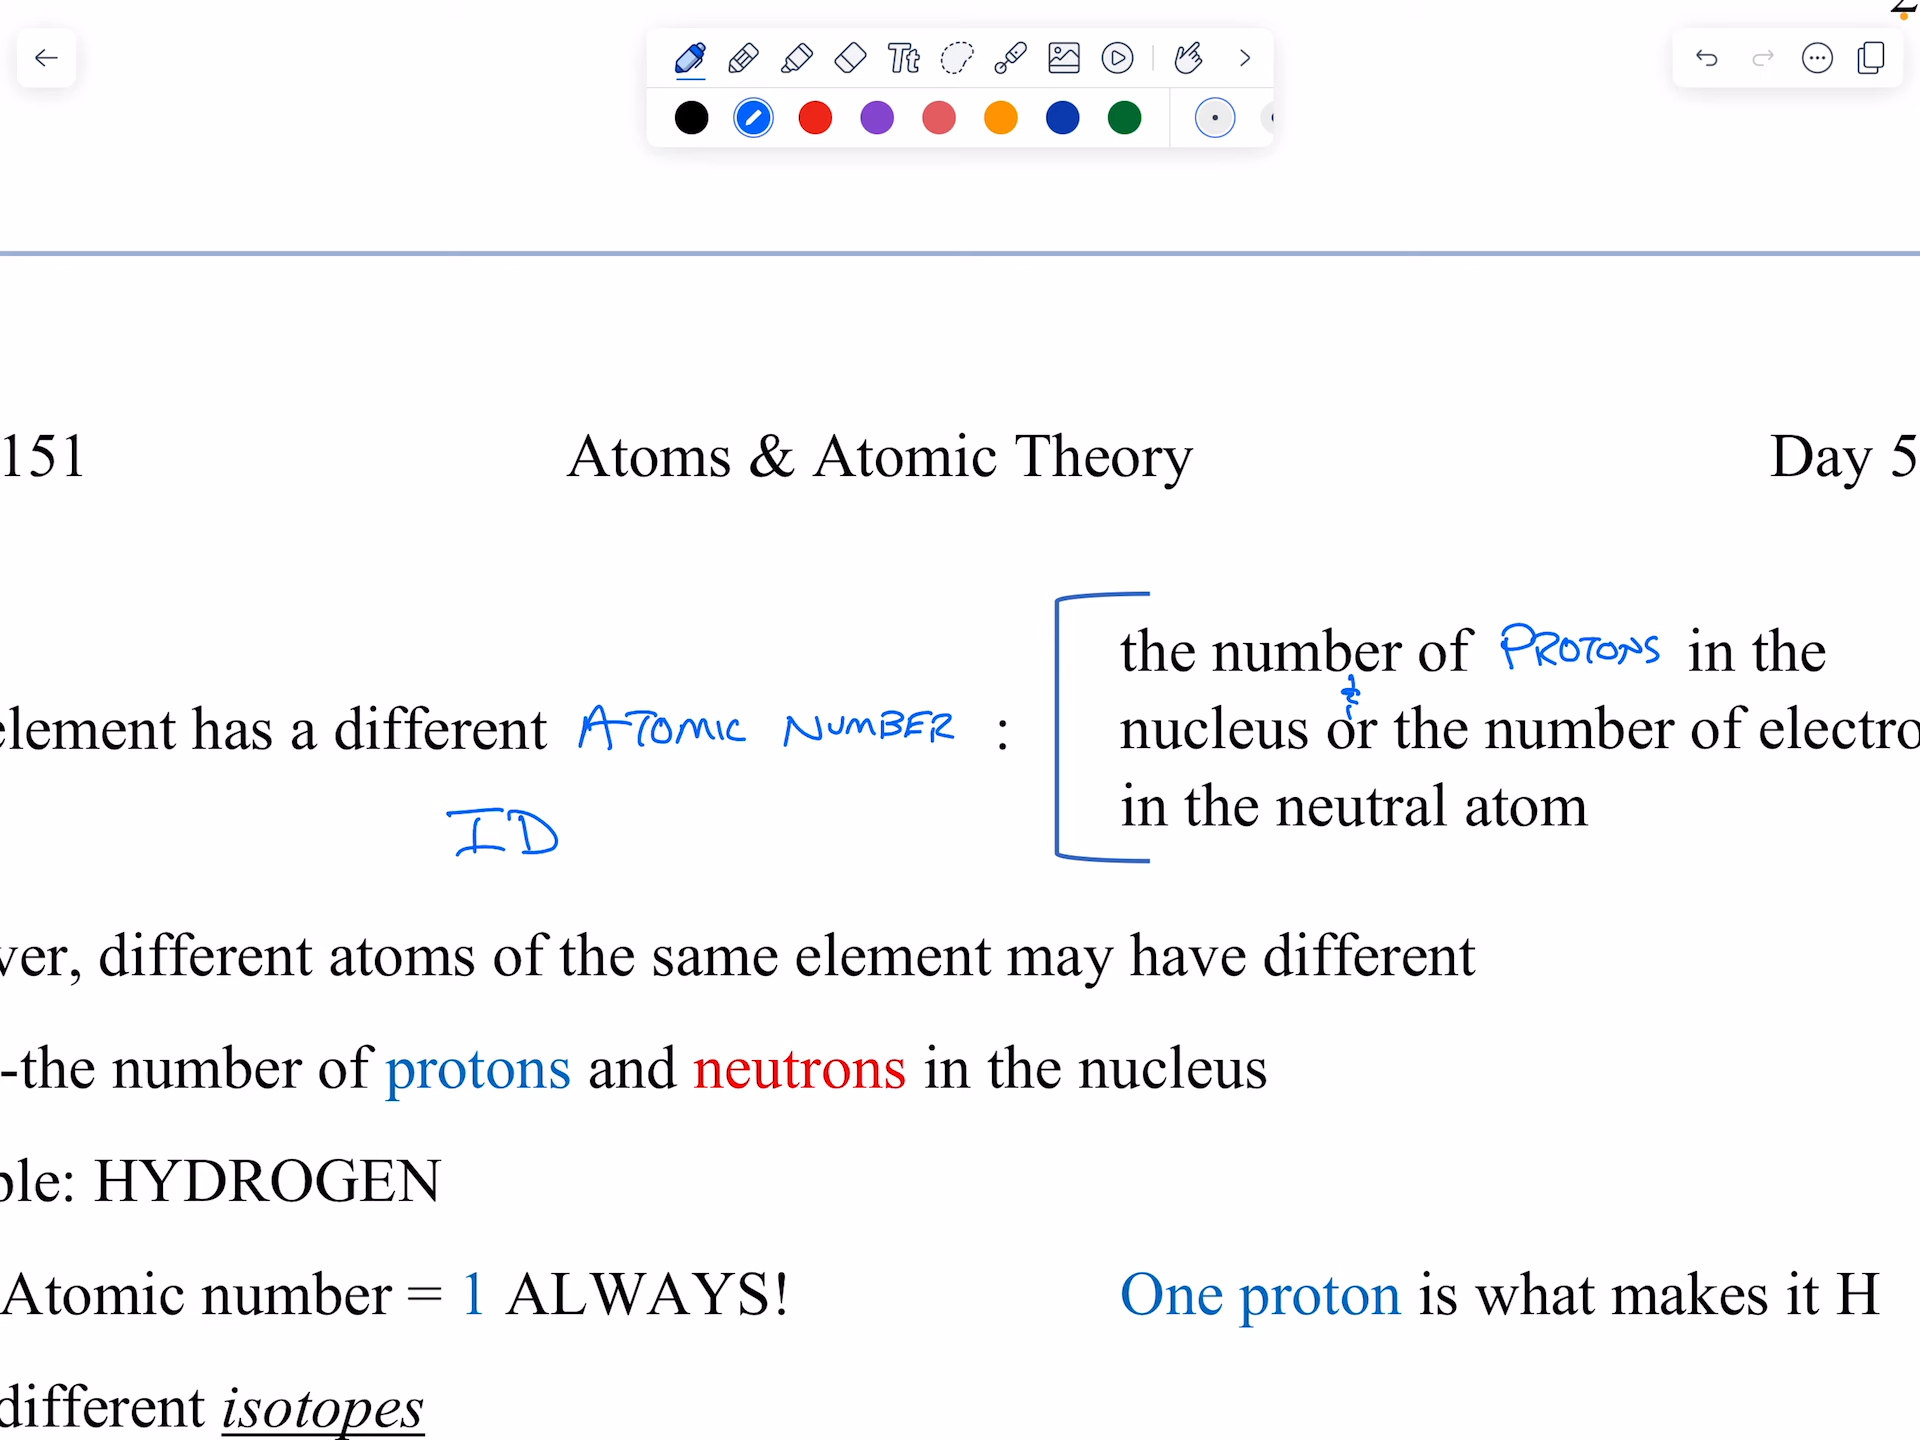 151 Atoms & Atomic Theory Day 5
the number of PROTONS in the
element has a different ATOMIC NUMBER : nucleus or the number of electro
&
in the neutral atom
ID
ver, different atoms of the same element may have different
-the number of protons and neutrons in the nucleus
ple: HYDROGEN
Atomic number = 1 ALWAYS! One proton is what makes it H
different isotopes